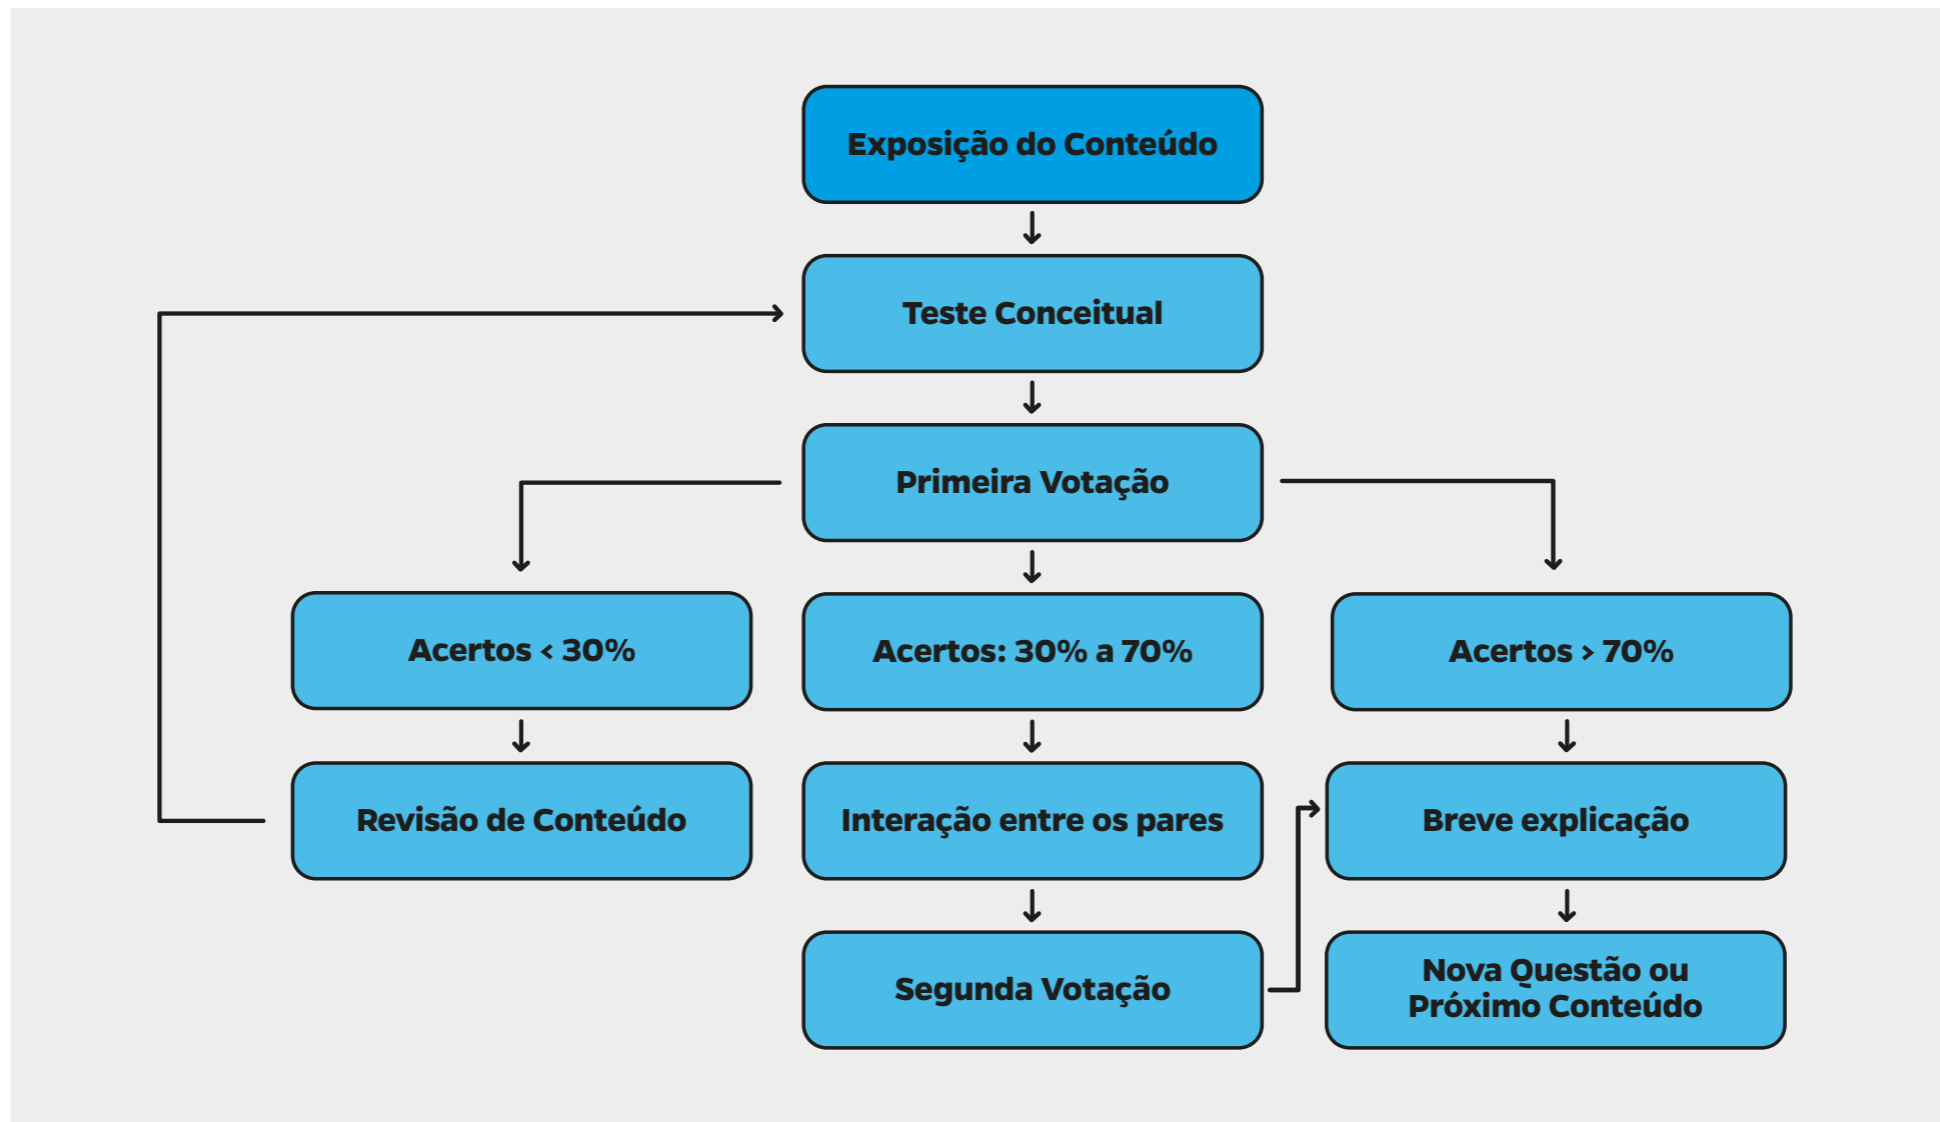 Exposição do Conteúdo
Teste Conceitual
Primeira Votação
Acertos < 30%
Acertos: 30% a 70%
Acertos > 70%
Revisão de Conteúdo
Interação entre os pares
Breve explicação
Segunda Votação
Nova Questão ou
Próximo Conteúdo